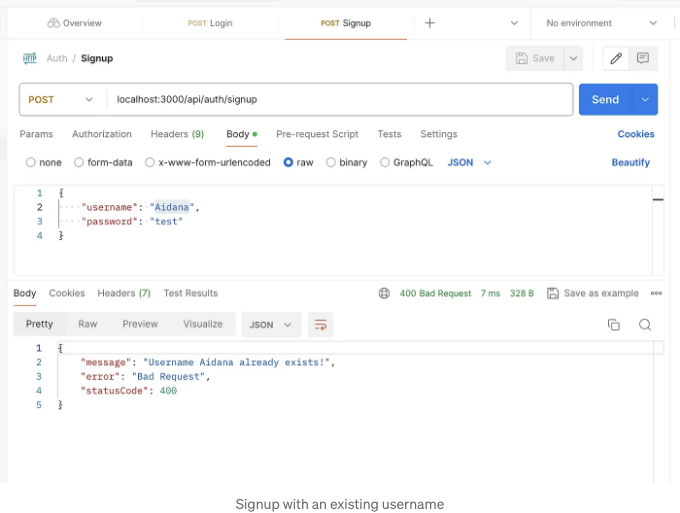 Overview POST Login POST Signup + No environment
HTTP Auth / Signup Save
POST localhost:3000/api/auth/signup Send
Params Authorization Headers (9) Body Pre-request Script Tests Settings Cookies
none form-data x-www-form-urlencoded raw binary GraphQL JSON Beautify
1 {
2 "username": "Aidana",
3 "password": "test"
4 }
Body Cookies Headers (7) Test Results 400 Bad Request 7 ms 328 B Save as example
Pretty Raw Preview Visualize JSON
1 {
2 "message": "Username Aidana already exists!",
3 "error": "Bad Request",
4 "statusCode": 400
5 }
Signup with an existing username